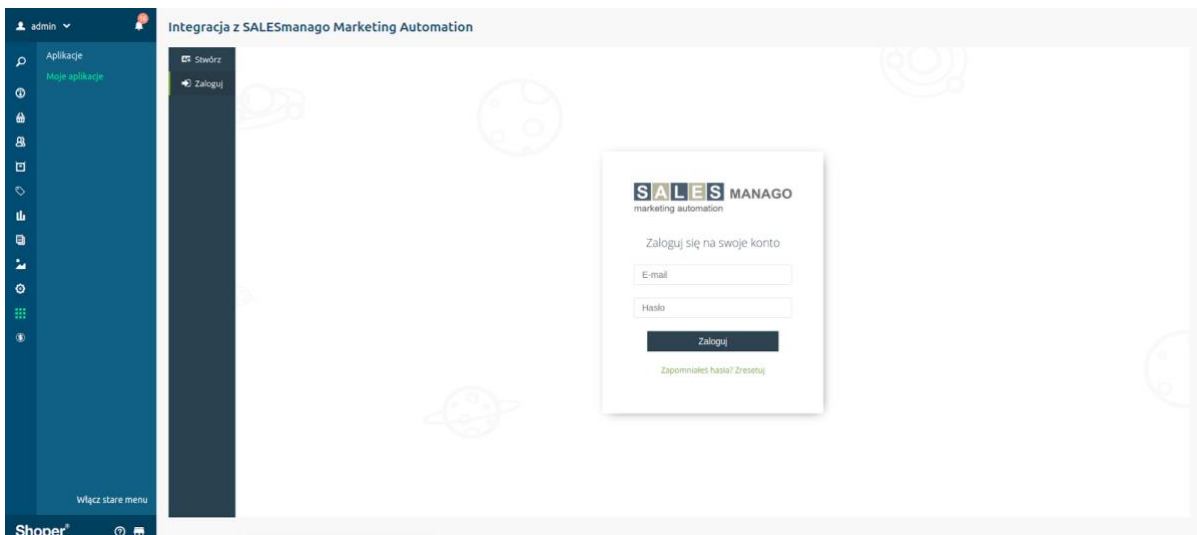 admin
Integracja z SALESmanago Marketing Automation
Aplikacje
Moje aplikacje
Stwórz
Zaloguj
SALES MANAGO
marketing automation
Zaloguj się na swoje konto
E-mail
Hasło
Zaloguj
Zapomniałeś hasła? Zresetuj
Włącz stare menu
Shoper®